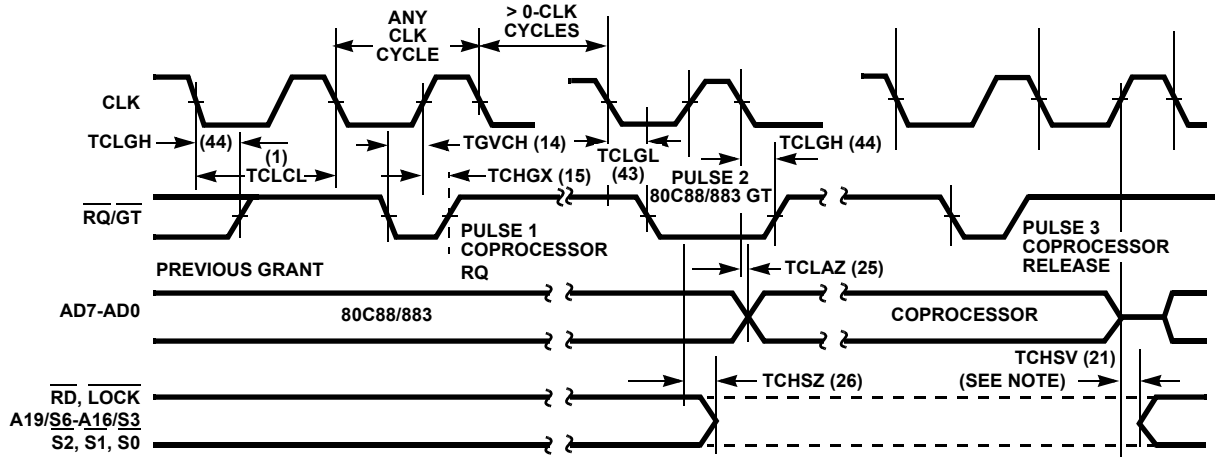 ANY
CLK
CYCLE
> 0-CLK
CYCLES
CLK
TCLGH
(44)
(1)
TCLCL
TGVCH (14)
TCHGX (15)
TCLGL
(43)
TCLGH (44)
PULSE 2
80C88/883 GT
RQ/GT
PREVIOUS GRANT
PULSE 1
COPROCESSOR
RQ
PULSE 3
COPROCESSOR
RELEASE
TCLAZ (25)
AD7-AD0
80C88/883
COPROCESSOR
TCHSZ (26)
TCHSV (21)
(SEE NOTE)
RD, LOCK
A19/S6-A16/S3
S2, S1, S0